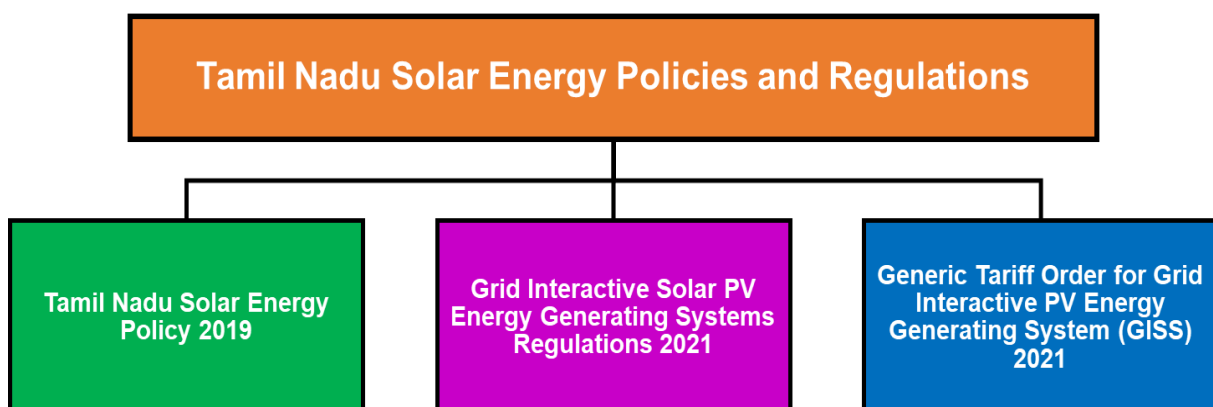 Tamil Nadu Solar Energy Policies and Regulations
Tamil Nadu Solar Energy
Policy 2019
Grid Interactive Solar PV
Energy Generating Systems
Regulations 2021
Generic Tariff Order for Grid
Interactive PV Energy
Generating System (GISS)
2021